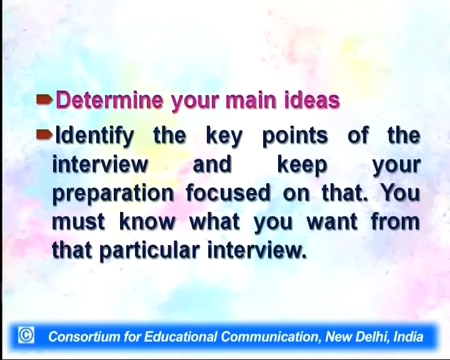 Determine your main ideas
Identify the key points of the
interview and keep your
preparation focused on that. You
must know what you want from
that particular interview.
© Consortium for Educational Communication, New Delhi, India